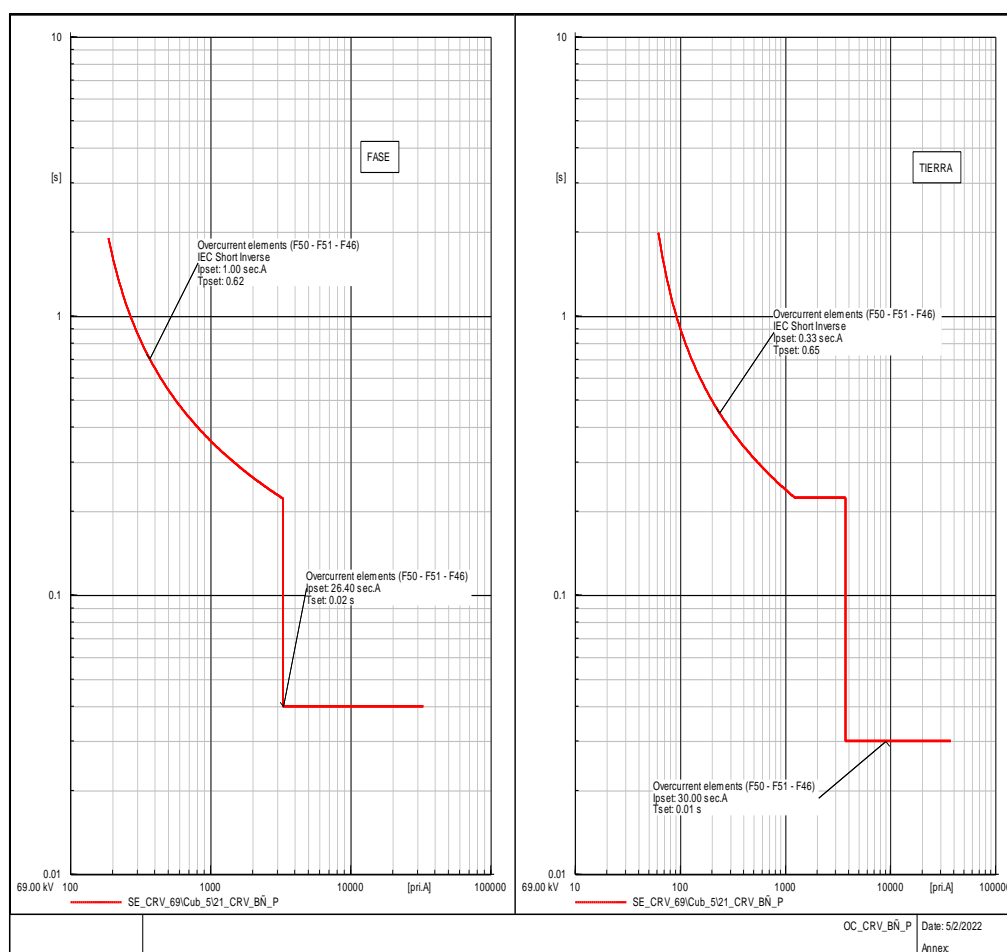 10
[s]
1
0.1
0.01
FASE
Overcurrent elements (F50 - F51 - F46)
IEC Short Inverse
Ipset: 1.00 sec.A
Tpset: 0.62
Overcurrent elements (F50 - F51 - F46)
Ipset: 26.40 sec.A
Tset: 0.02 s
69.00 kV 100 1000 10000 [pri.A] 100000
SE_CRV_69\Cub_5\21_CRV_BÑ_P
10
[s]
1
0.1
0.01
TIERRA
Overcurrent elements (F50 - F51 - F46)
IEC Short Inverse
Ipset: 0.33 sec.A
Tpset: 0.65
Overcurrent elements (F50 - F51 - F46)
Ipset: 30.00 sec.A
Tset: 0.01 s
69.00 kV 10 100 1000 10000 [pri.A] 100000
SE_CRV_69\Cub_5\21_CRV_BÑ_P
OC_CRV_BÑ_P
Date: 5/2/2022
Annex: